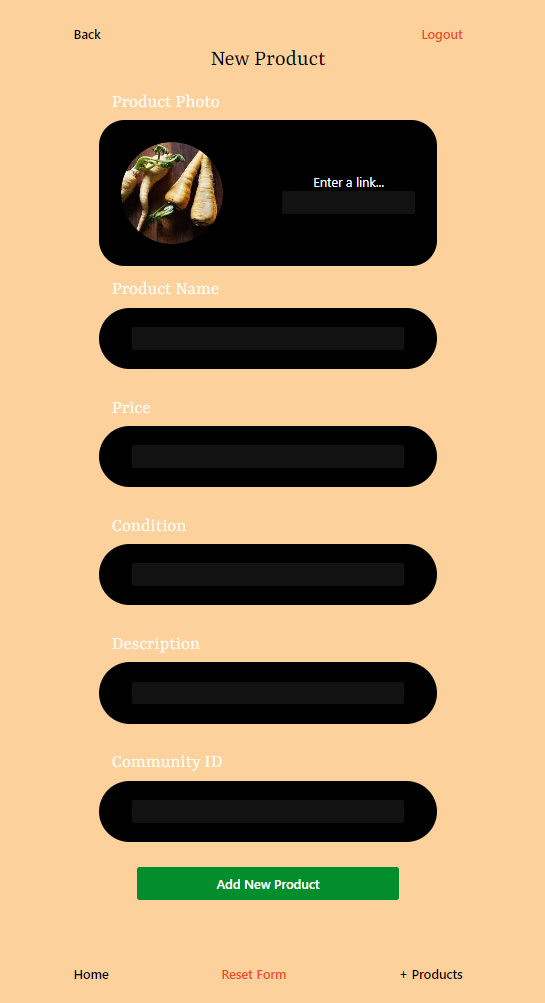 Back
Logout
New Product
Product Photo
Enter a link...
Product Name
Price
Condition
Description
Community ID
Add New Product
Home
Reset Form
+ Products